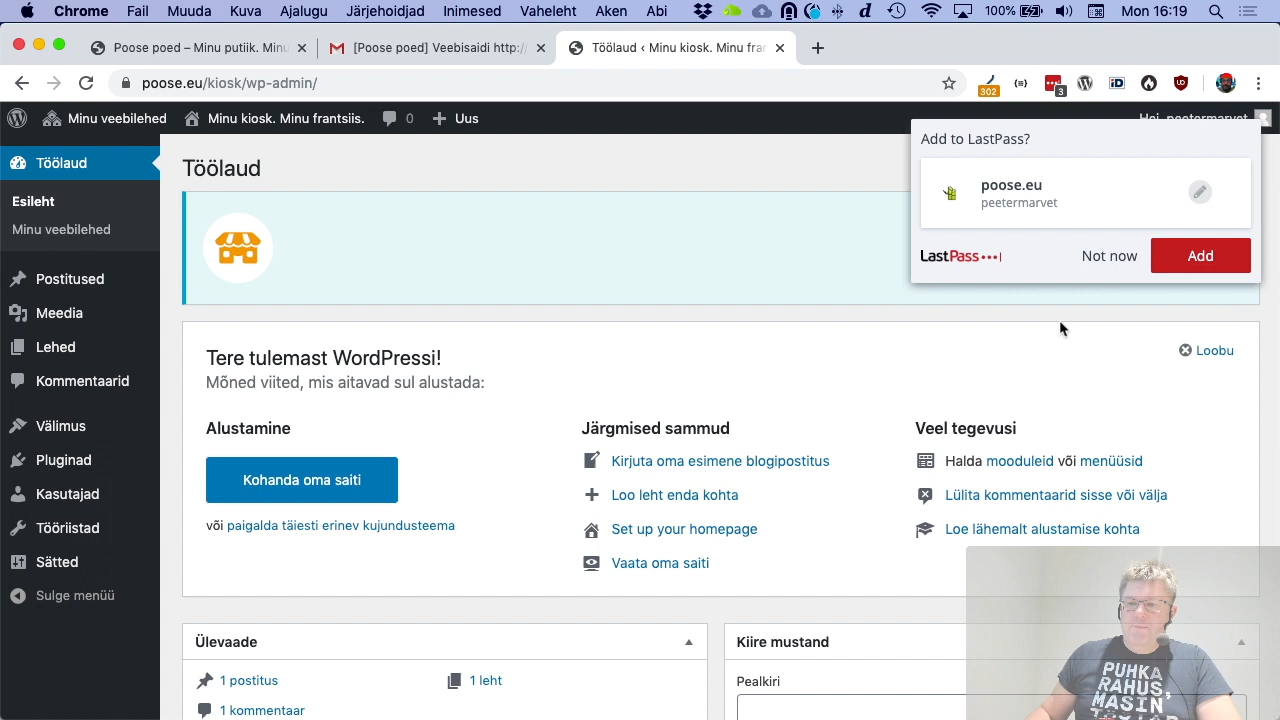 Chrome Fail Muuda Kuva Ajalugu Järjehoidjad Inimesed Vaheleht Aken Abi 100% Mon 16:19
Poose poed – Minu putiik. Minu
[Poose poed] Veebisaidi http:/
Töölaud ‹ Minu kiosk. Minu fran
poose.eu/kiosk/wp-admin/
302
3
Minu veebilehed
Minu kiosk. Minu frantsiis.
0
Uus
Hei, peetermarvet
Add to LastPass?
poose.eu
peetermarvet
LastPass
Not now
Add
Töölaud
Esileht
Minu veebilehed
Postitused
Meedia
Lehed
Kommentaarid
Välimus
Pluginad
Kasutajad
Tööriistad
Sätted
Sulge menüü
Töölaud
Tere tulemast WordPressi!
Loobu
Mõned viited, mis aitavad sul alustada:
Alustamine
Kohanda oma saiti
või paigalda täiesti erinev kujundusteema
Järgmised sammud
Kirjuta oma esimene blogipostitus
Loo leht enda kohta
Set up your homepage
Vaata oma saiti
Veel tegevusi
Halda mooduleid või menüüsid
Lülita kommentaarid sisse või välja
Loe lähemalt alustamise kohta
Ülevaade
1 postitus
1 leht
1 kommentaar
Kiire mustand
Pealkiri
PUHKA
RAHUS,
MASIN